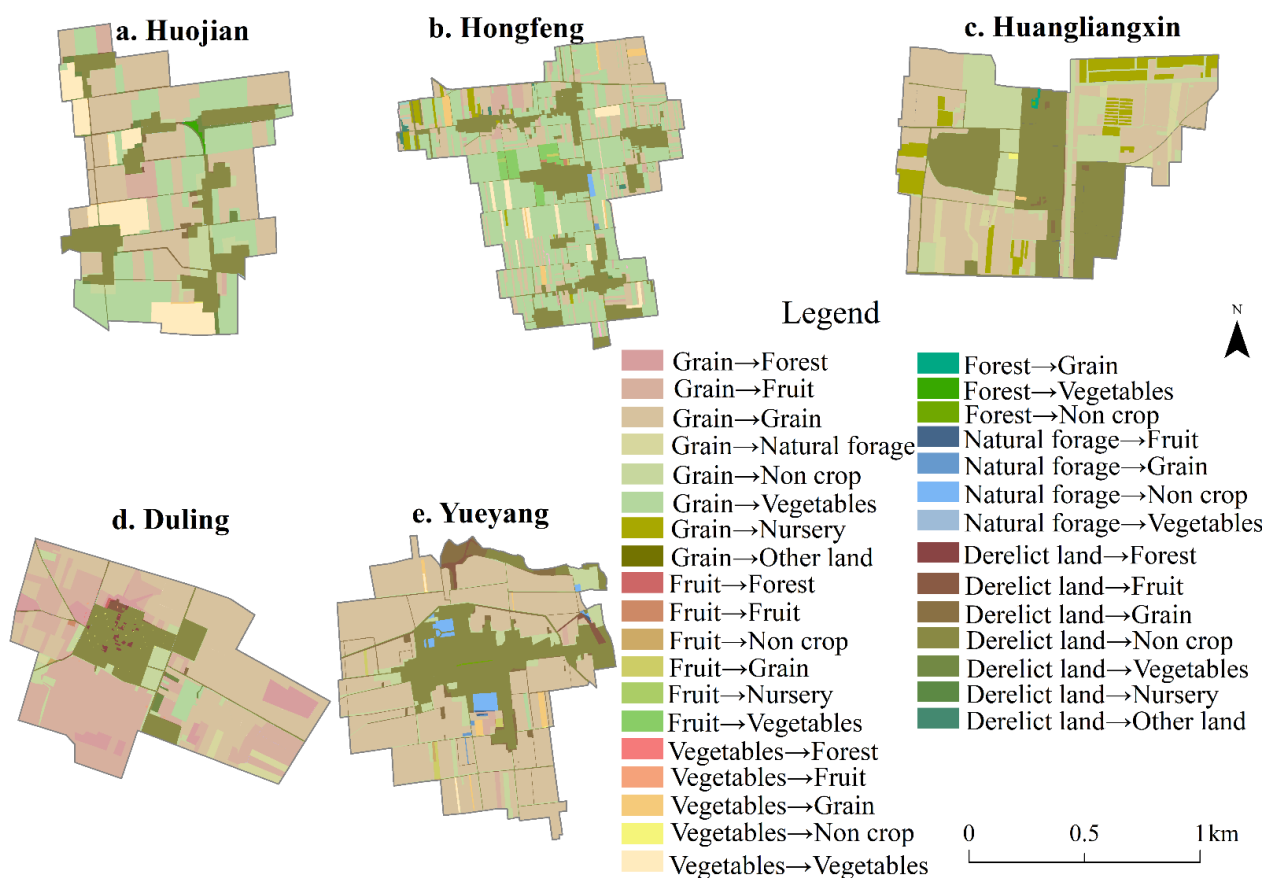 a. Huojian
b. Hongfeng
c. Huangliangxin
d. Duling
e. Yueyang
Legend
Grain→Forest
Grain→Fruit
Grain→Grain
Grain→Natural forage
Grain→Non crop
Grain→Vegetables
Grain→Nursery
Grain→Other land
Fruit→Forest
Fruit→Fruit
Fruit→Non crop
Fruit→Grain
Fruit→Nursery
Fruit→Vegetables
Vegetables→Forest
Vegetables→Fruit
Vegetables→Grain
Vegetables→Non crop
Vegetables→Vegetables
Forest→Grain
Forest→Vegetables
Forest→Non crop
Natural forage→Fruit
Natural forage→Grain
Natural forage→Non crop
Natural forage→Vegetables
Derelict land→Forest
Derelict land→Fruit
Derelict land→Grain
Derelict land→Non crop
Derelict land→Vegetables
Derelict land→Nursery
Derelict land→Other land
N
0 0.5 1 km